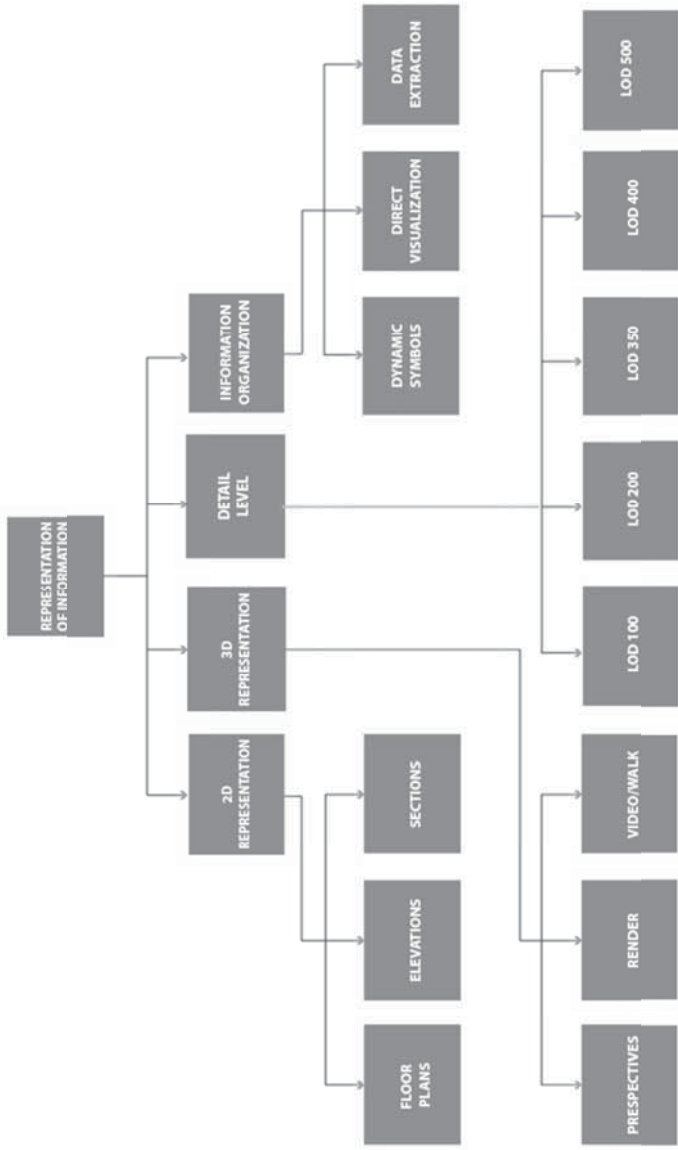 REPRESENTATION
OF INFORMATION
2D
REPRESENTATION
3D
REPRESENTATION
DETAIL
LEVEL
INFORMATION
ORGANIZATION
FLOOR
PLANS
ELEVATIONS
SECTIONS
DYNAMIC
SYMBOLS
DIRECT
VISUALIZATION
DATA
EXTRACTION
PRESPECTIVES
RENDER
VIDEO/WALK
LOD 100
LOD 200
LOD 350
LOD 400
LOD 500